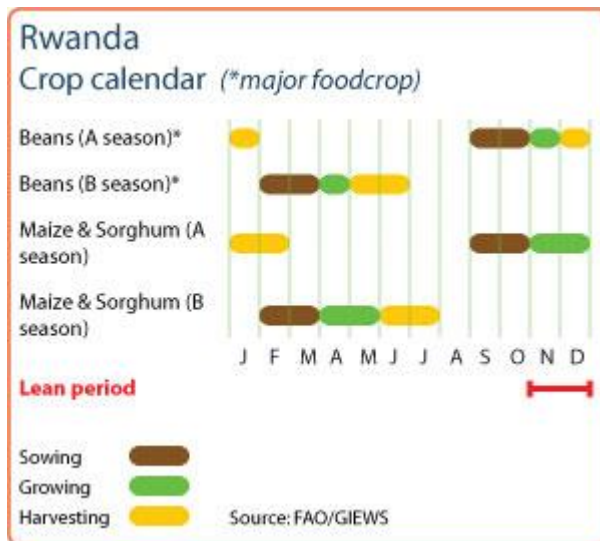 Rwanda
Crop calendar (*major foodcrop)
Beans (A season)*
Beans (B season)*
Maize & Sorghum (A
season)
Maize & Sorghum (B
season)
J F M A M J J A S O N D
Lean period
Sowing
Growing
Harvesting
Source: FAO/GIEWS